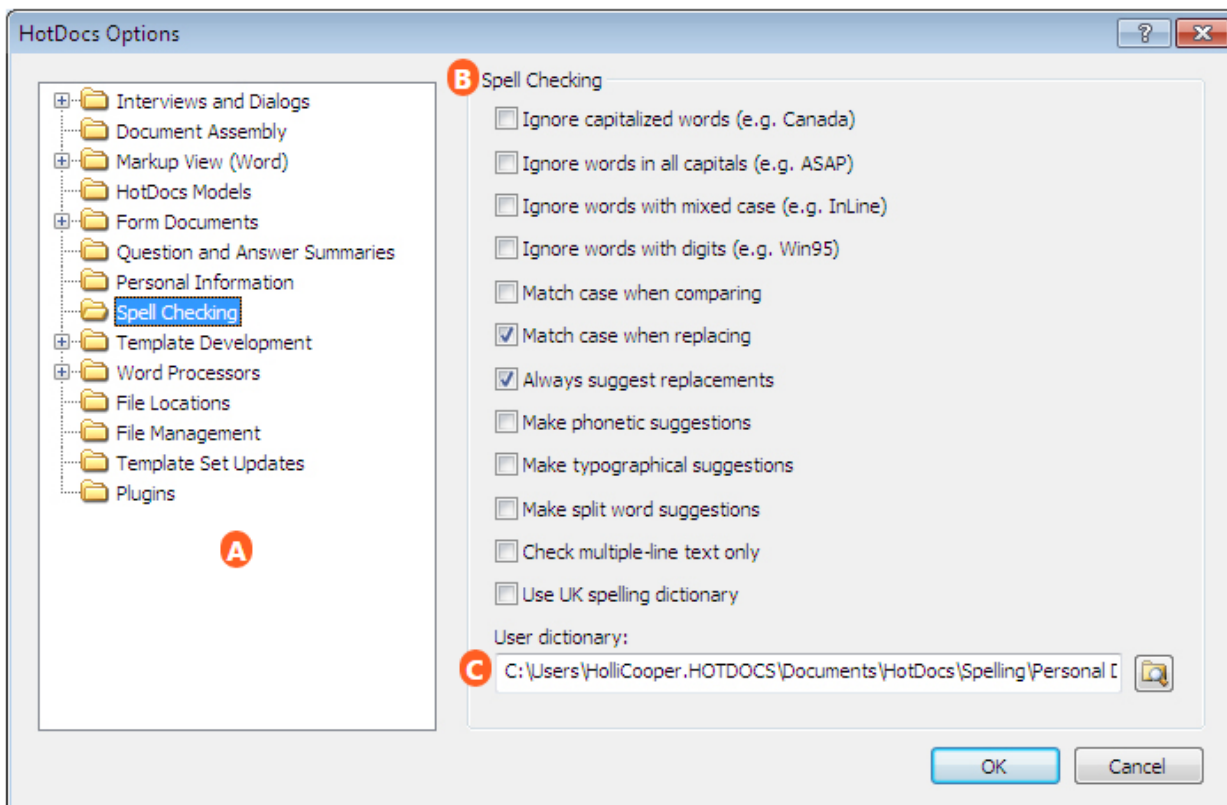 HotDocs Options
A
Interviews and Dialogs
Document Assembly
Markup View (Word)
HotDocs Models
Form Documents
Question and Answer Summaries
Personal Information
Spell Checking
Template Development
Word Processors
File Locations
File Management
Template Set Updates
Plugins
B Spell Checking
Ignore capitalized words (e.g. Canada)
Ignore words in all capitals (e.g. ASAP)
Ignore words with mixed case (e.g. InLine)
Ignore words with digits (e.g. Win95)
Match case when comparing
Match case when replacing
Always suggest replacements
Make phonetic suggestions
Make typographical suggestions
Make split word suggestions
Check multiple-line text only
Use UK spelling dictionary
User dictionary:
C C:\Users\HolliCooper.HOTDOCS\Documents\HotDocs\Spelling\Personal D
OK Cancel